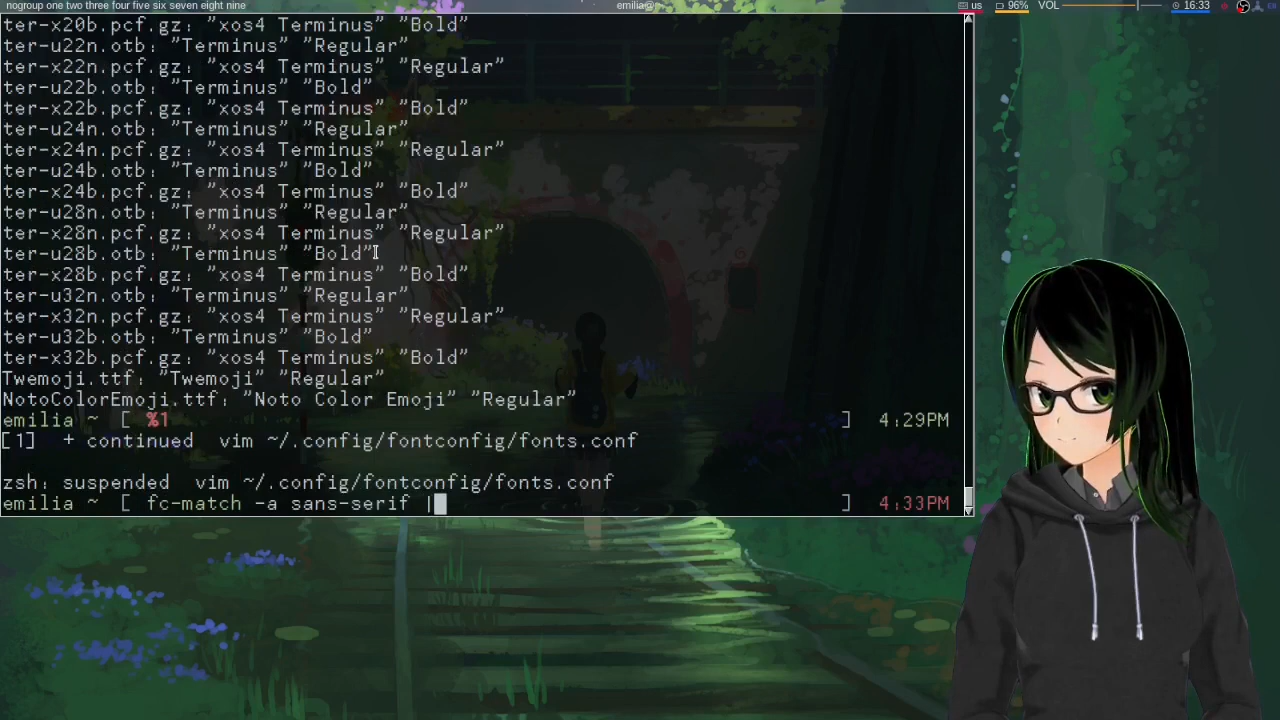 nogroup one two three four five six seven eight nine
emilia@
us
96%
VOL
16:33
ter-x20b.pcf.gz: "xos4 Terminus" "Bold"
ter-u22n.otb: "Terminus" "Regular"
ter-x22n.pcf.gz: "xos4 Terminus" "Regular"
ter-u22b.otb: "Terminus" "Bold"
ter-x22b.pcf.gz: "xos4 Terminus" "Bold"
ter-u24n.otb: "Terminus" "Regular"
ter-x24n.pcf.gz: "xos4 Terminus" "Regular"
ter-u24b.otb: "Terminus" "Bold"
ter-x24b.pcf.gz: "xos4 Terminus" "Bold"
ter-u28n.otb: "Terminus" "Regular"
ter-x28n.pcf.gz: "xos4 Terminus" "Regular"
ter-u28b.otb: "Terminus" "Bold"
ter-x28b.pcf.gz: "xos4 Terminus" "Bold"
ter-u32n.otb: "Terminus" "Regular"
ter-x32n.pcf.gz: "xos4 Terminus" "Regular"
ter-u32b.otb: "Terminus" "Bold"
ter-x32b.pcf.gz: "xos4 Terminus" "Bold"
Twemoji.ttf: "Twemoji" "Regular"
NotoColorEmoji.ttf: "Noto Color Emoji" "Regular"
emilia ~ [ %1 ] 4:29PM
[1]  + continued  vim ~/.config/fontconfig/fonts.conf
zsh: suspended  vim ~/.config/fontconfig/fonts.conf
emilia ~ [ fc-match -a sans-serif | ] 4:33PM